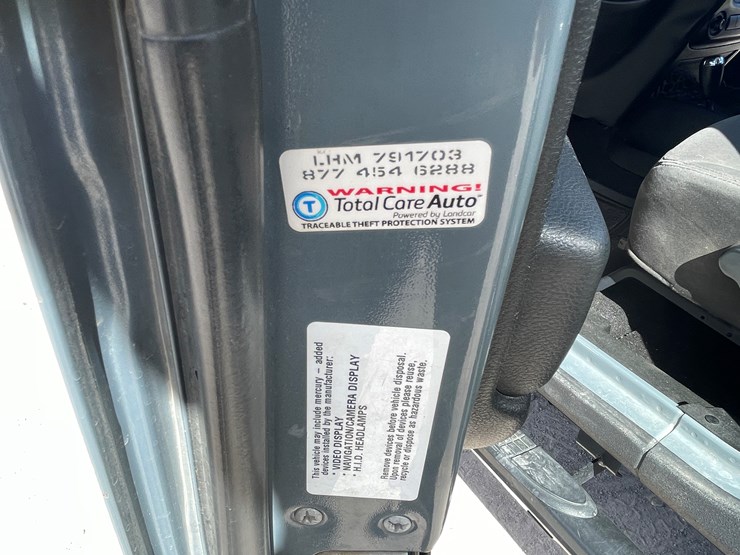 LHM 791703
877 454 6288
WARNING!
T Total Care Auto
Powered by Landcar
TRACEABLE THEFT PROTECTION SYSTEM
This vehicle may include mercury – added
devices installed by the manufacturer:
* VIDEO DISPLAY
* NAVIGATION/CAMERA DISPLAY
* H.I.D. HEADLAMPS
Remove devices before vehicle disposal.
Upon removal of devices please reuse,
recycle or dispose as hazardous waste.